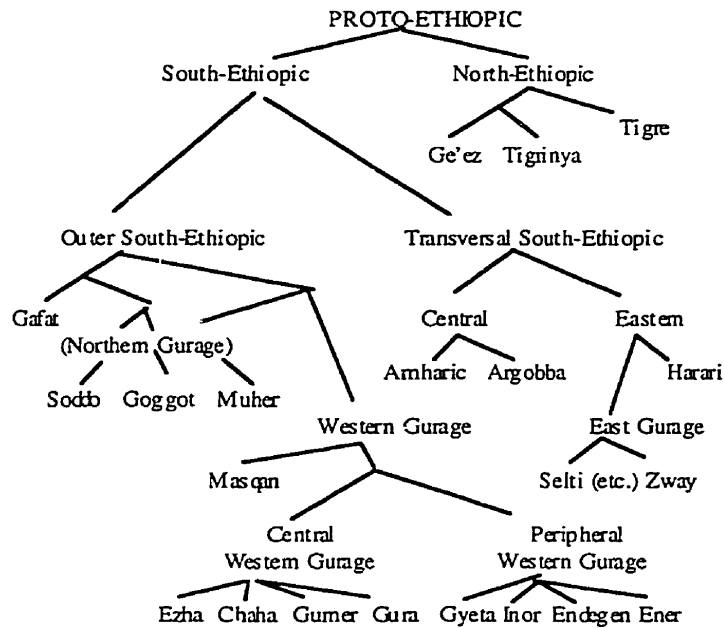 PROTO-ETHIOPIC
South-Ethiopic North-Ethiopic
Tigre
Ge'ez Tigrinya
Outer South-Ethiopic Transversal South-Ethiopic
Gafat Central Eastern
(Northern Gurage)
Amharic Argobba Harari
Soddo Goggot Muher
Western Gurage East Gurage
Masqan Selti (etc.) Zway
Central Peripheral
Western Gurage Western Gurage
Ezha Chaha Gumer Gura Gyeta Inor Endegen Ener